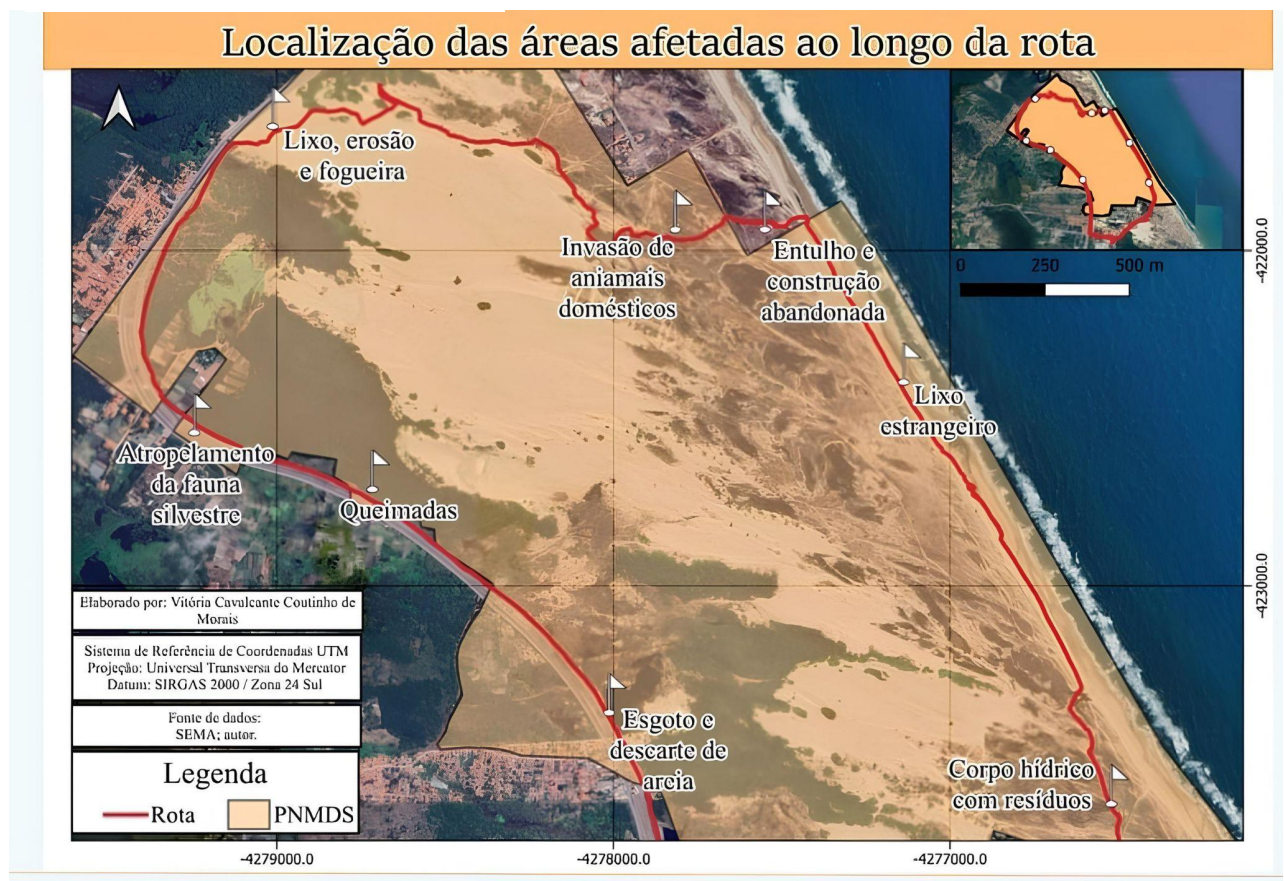 Localização das áreas afetadas ao longo da rota
Lixo, erosão
e fogueira
Invasão de
aniamais
domésticos
Entulho e
construção
abandonada
0 250 500 m
-422000.0
Lixo
estrangeiro
Atropelamento
da fauna
silvestre
Queimadas
-423000.0
Elaborado por: Vitória Cavalcante Coutinho de
Morais
Sistema de Referência de Coordenadas UTM
Projeção: Universal Transversa do Mercator
Datum: SIRGAS 2000 / Zona 24 Sul
Fonte de dados:
SEMA; autor.
Esgoto e
descarte de
areia
Corpo hídrico
com resíduos
Legenda
Rota PNMDS
-4279000.0 -4278000.0 -4277000.0